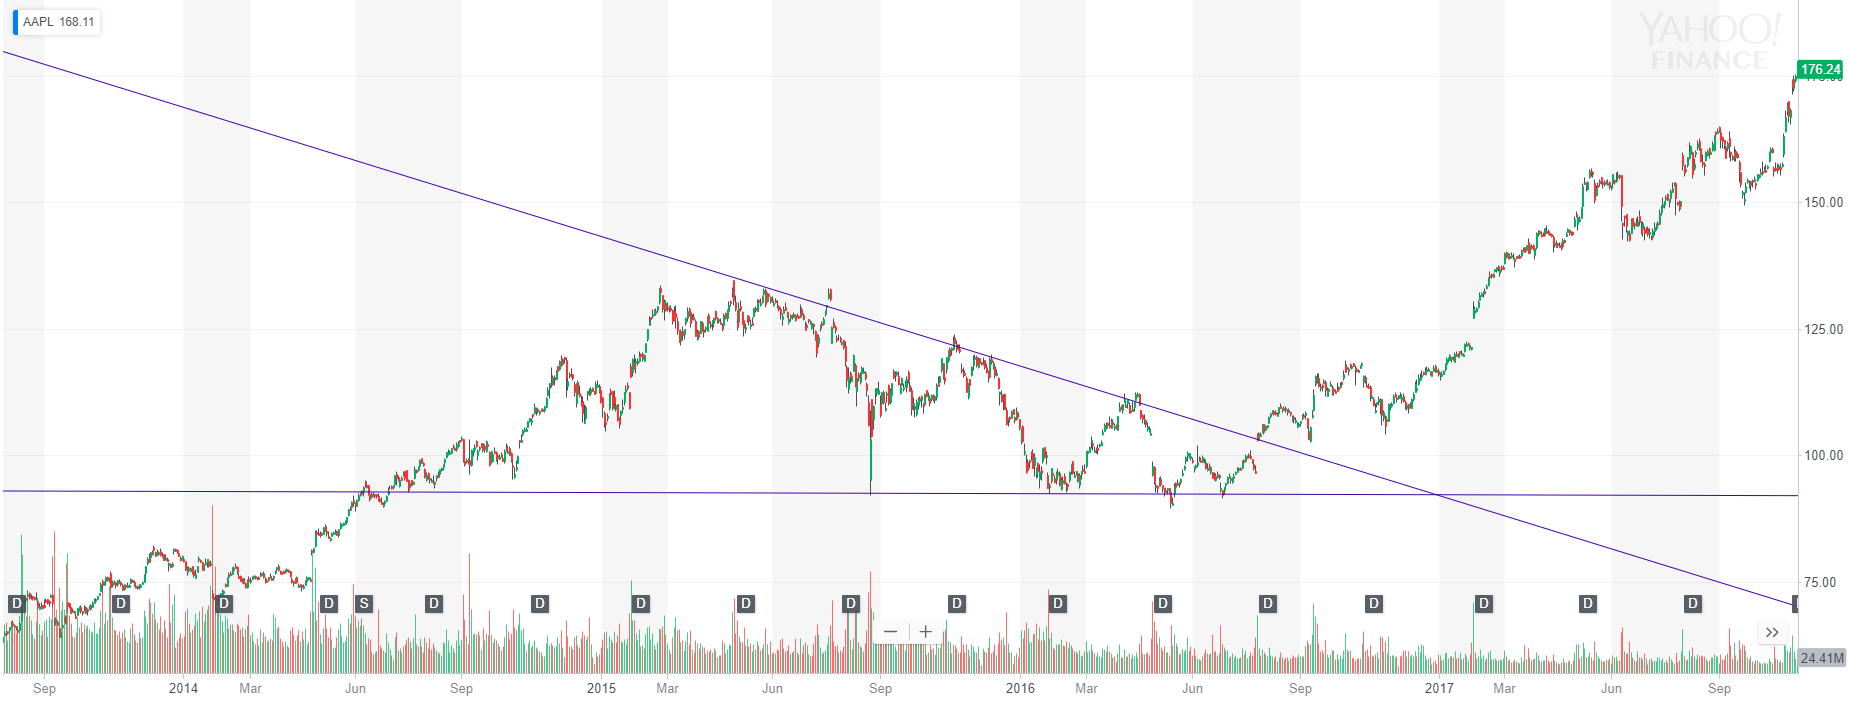 AAPL 168.11
YAHOO!
FINANCE
176.24
150.00
125.00
100.00
75.00
D D D D S D D D D D D D D D D D D D
− +
»
24.41M
Sep 2014 Mar Jun Sep 2015 Mar Jun Sep 2016 Mar Jun Sep 2017 Mar Jun Sep